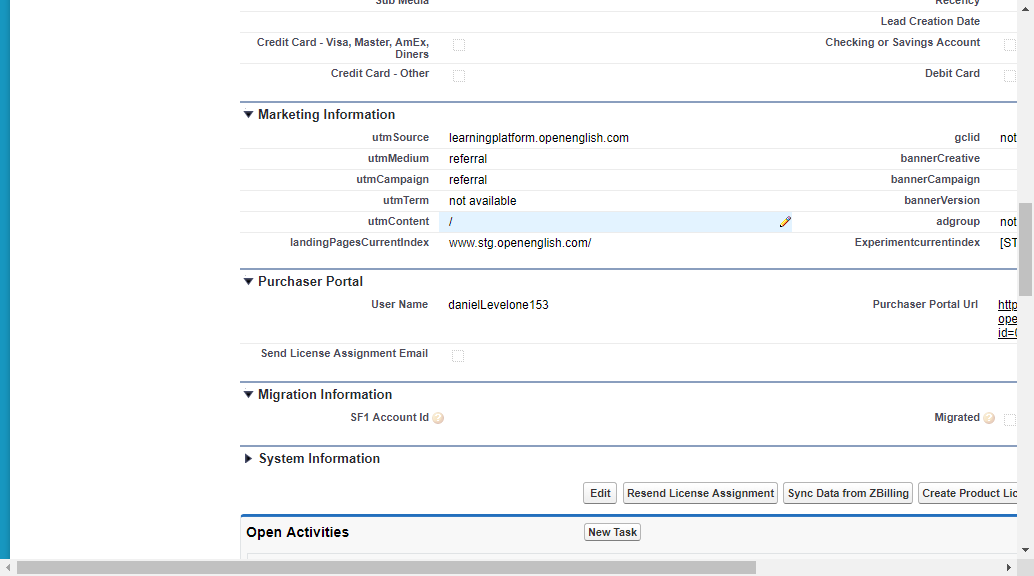 Sub Media Recency
Lead Creation Date
Credit Card - Visa, Master, AmEx, Diners Checking or Savings Account
Credit Card - Other Debit Card
Marketing Information
utmSource learningplatform.openenglish.com gclid not
utmMedium referral bannerCreative
utmCampaign referral bannerCampaign
utmTerm not available bannerVersion
utmContent / adgroup not
landingPagesCurrentIndex www.stg.openenglish.com/ Experimentcurrentindex [ST
Purchaser Portal
User Name danielLevelone153 Purchaser Portal Url http
ope
id=
Send License Assignment Email
Migration Information
SF1 Account Id ? Migrated ?
System Information
Edit Resend License Assignment Sync Data from ZBilling Create Product Lic
Open Activities New Task